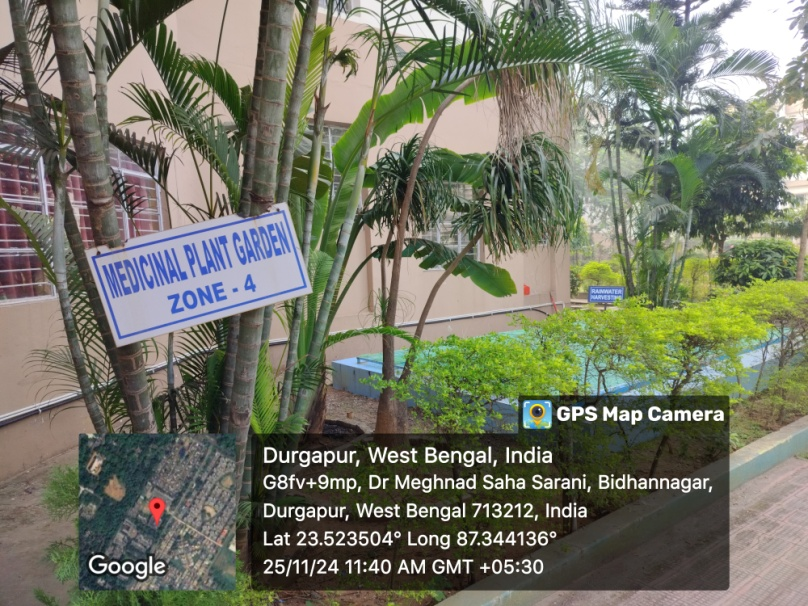 MEDICINAL PLANT GARDEN
ZONE - 4
RAINWATER
HARVESTING
GPS Map Camera
Durgapur, West Bengal, India
G8fv+9mp, Dr Meghnad Saha Sarani, Bidhannagar,
Durgapur, West Bengal 713212, India
Lat 23.523504° Long 87.344136°
25/11/24 11:40 AM GMT +05:30
Google